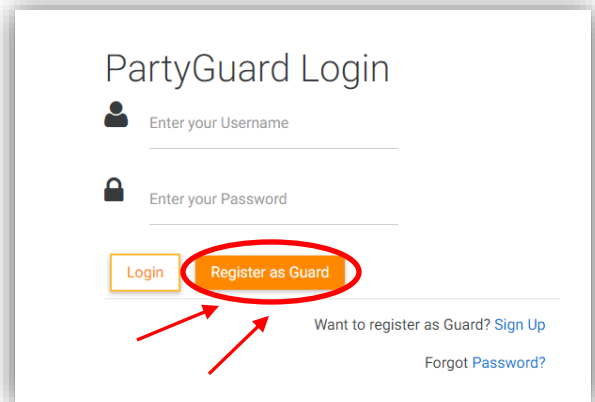 PartyGuard Login
Enter your Username
Enter your Password
Login Register as Guard
Want to register as Guard? Sign Up
Forgot Password?